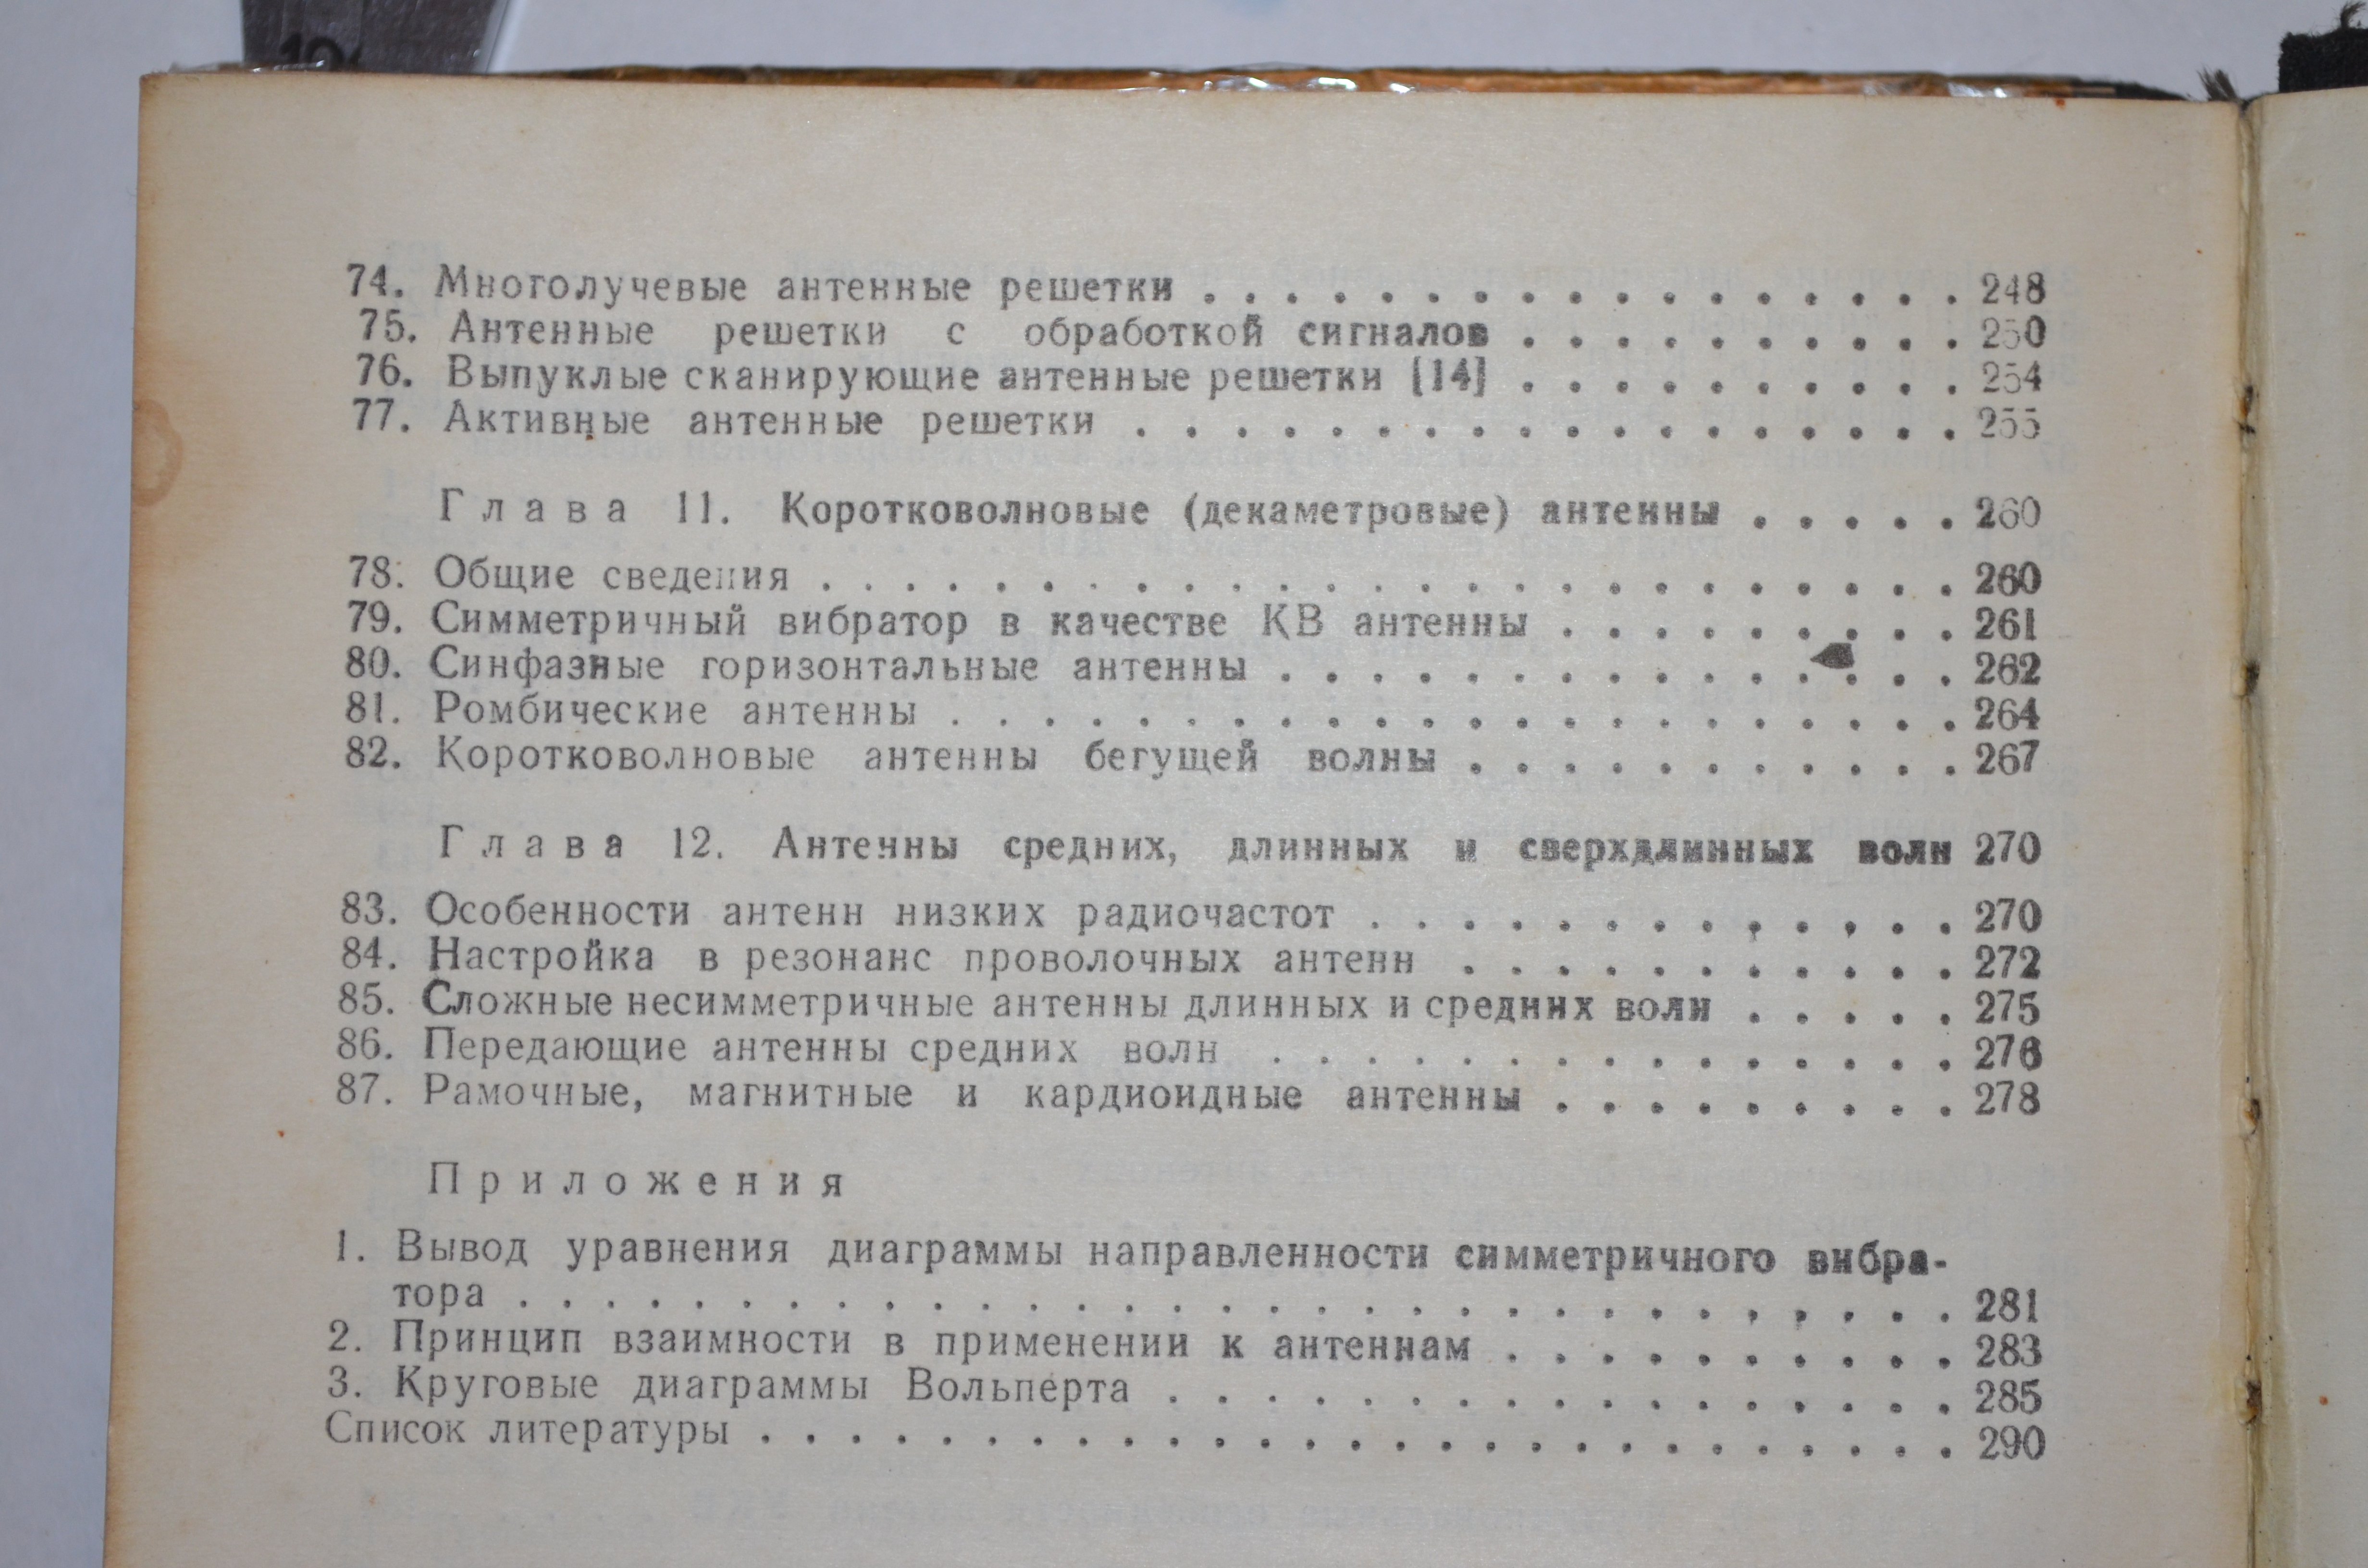 10
74. Многолучевые антенные решетки . . . . . . . . . . . . . . . . . 248
75. Антенные решетки с обработкой сигналов . . . . . . . . . . 250
76. Выпуклые сканирующие антенные решетки [14] . . . . . . . . . . 254
77. Активные антенные решетки . . . . . . . . . . . . . . . . . . 255
Глава 11. Коротковолновые (декаметровые) антенны . . . . . 260
78. Общие сведения . . . . . . . . . . . . . . . . . . . . . . . . 260
79. Симметричный вибратор в качестве КВ антенны . . . . . . . . . 261
80. Синфазные горизонтальные антенны . . . . . . . . . . . . . . . 262
81. Ромбические антенны . . . . . . . . . . . . . . . . . . . . . . 264
82. Коротковолновые антенны бегущей волны . . . . . . . . . . . 267
Глава 12. Антенны средних, длинных и сверхдлинных волн 270
83. Особенности антенн низких радиочастот . . . . . . . . . . . . . 270
84. Настройка в резонанс проволочных антенн . . . . . . . . . . . 272
85. Сложные несимметричные антенны длинных и средних волн . . . . . 275
86. Передающие антенны средних волн . . . . . . . . . . . . . . . 276
87. Рамочные, магнитные и кардиоидные антенны . . . . . . . . . 278
Приложения
1. Вывод уравнения диаграммы направленности симметричного вибра-
тора . . . . . . . . . . . . . . . . . . . . . . . . . . . . . . . 281
2. Принцип взаимности в применении к антеннам . . . . . . . . . . 283
3. Круговые диаграммы Вольперта . . . . . . . . . . . . . . . . . 285
Список литературы . . . . . . . . . . . . . . . . . . . . . . . . . . 290